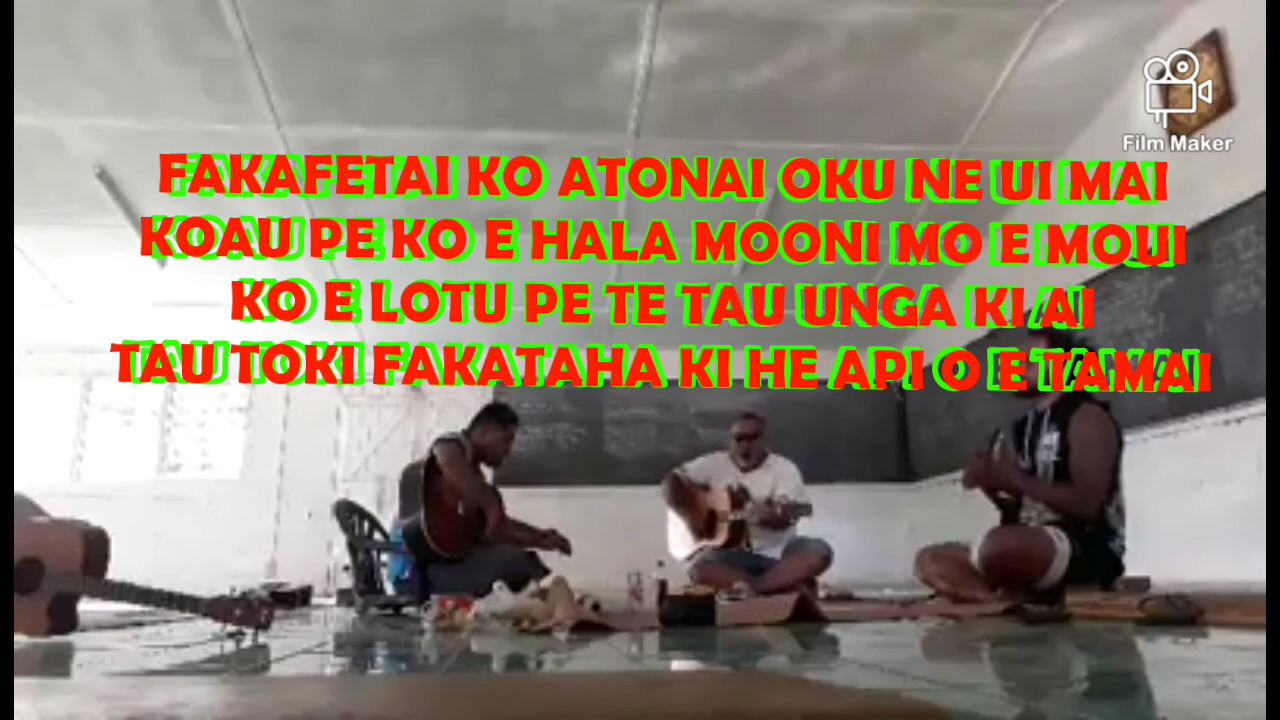 Film Maker
FAKAFETAI KO ATONAI OKU NE UI MAI
KOAU PE KO E HALA MOONI MO E MOUI
KO E LOTU PE TE TAU UNGA KI AI
TAU TOKI FAKATAHA KI HE API O E TAMAI